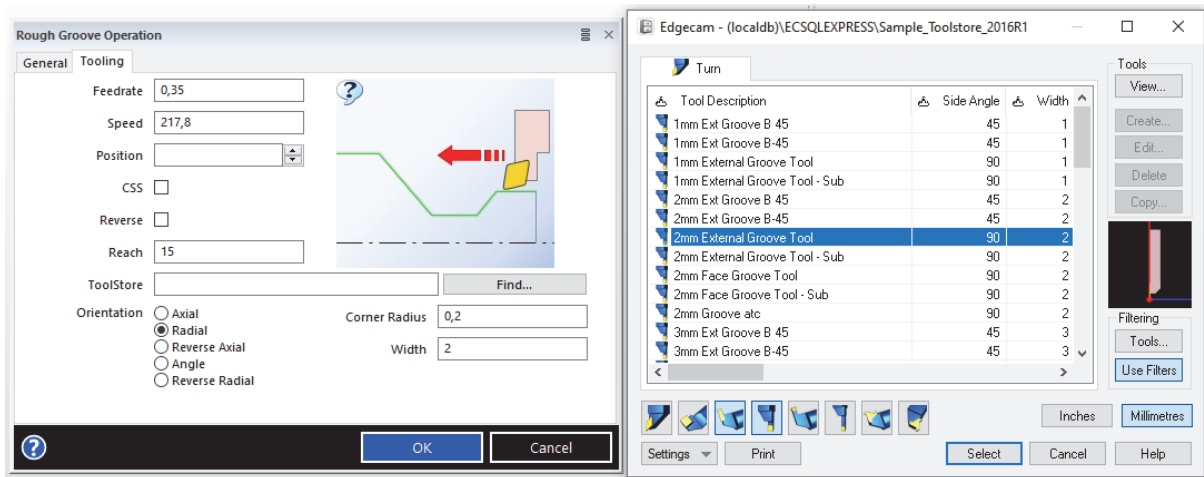 Rough Groove Operation
General Tooling
Feedrate 0,35
Speed 217,8
Position
CSS
Reverse
Reach 15
ToolStore Find...
Orientation Axial
Radial
Reverse Axial
Angle
Reverse Radial
Corner Radius 0,2
Width 2
OK Cancel
Edgecam - (localdb)\ECSQLEXPRESS\Sample_Toolstore_2016R1
Turn
Tool Description Side Angle Width
1mm Ext Groove B 45 45 1
1mm Ext Groove B-45 45 1
1mm External Groove Tool 90 1
1mm External Groove Tool - Sub 90 1
2mm Ext Groove B 45 45 2
2mm Ext Groove B-45 45 2
2mm External Groove Tool 90 2
2mm External Groove Tool - Sub 90 2
2mm Face Groove Tool 90 2
2mm Face Groove Tool - Sub 90 2
2mm Groove atc 90 2
3mm Ext Groove B 45 45 3
3mm Ext Groove B-45 45 3
Tools
View...
Create...
Edit...
Delete
Copy...
Filtering
Tools...
Use Filters
Inches Millimetres
Settings Print Select Cancel Help